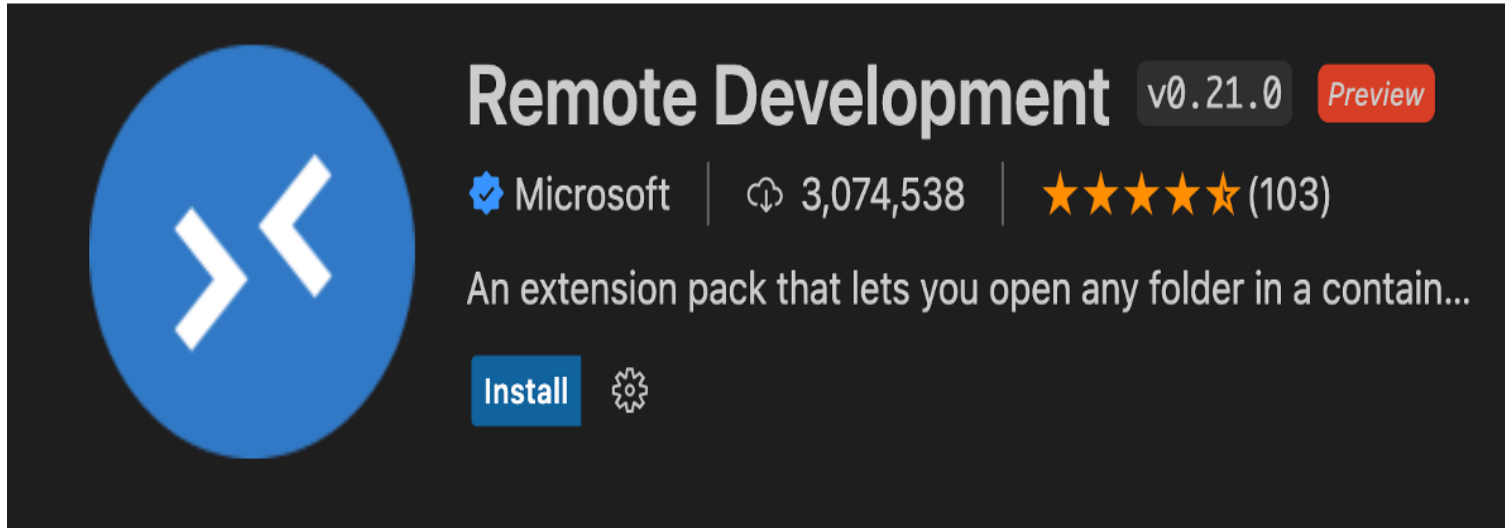 Remote Development v0.21.0 Preview
Microsoft 3,074,538 (103)
An extension pack that lets you open any folder in a contain...
Install